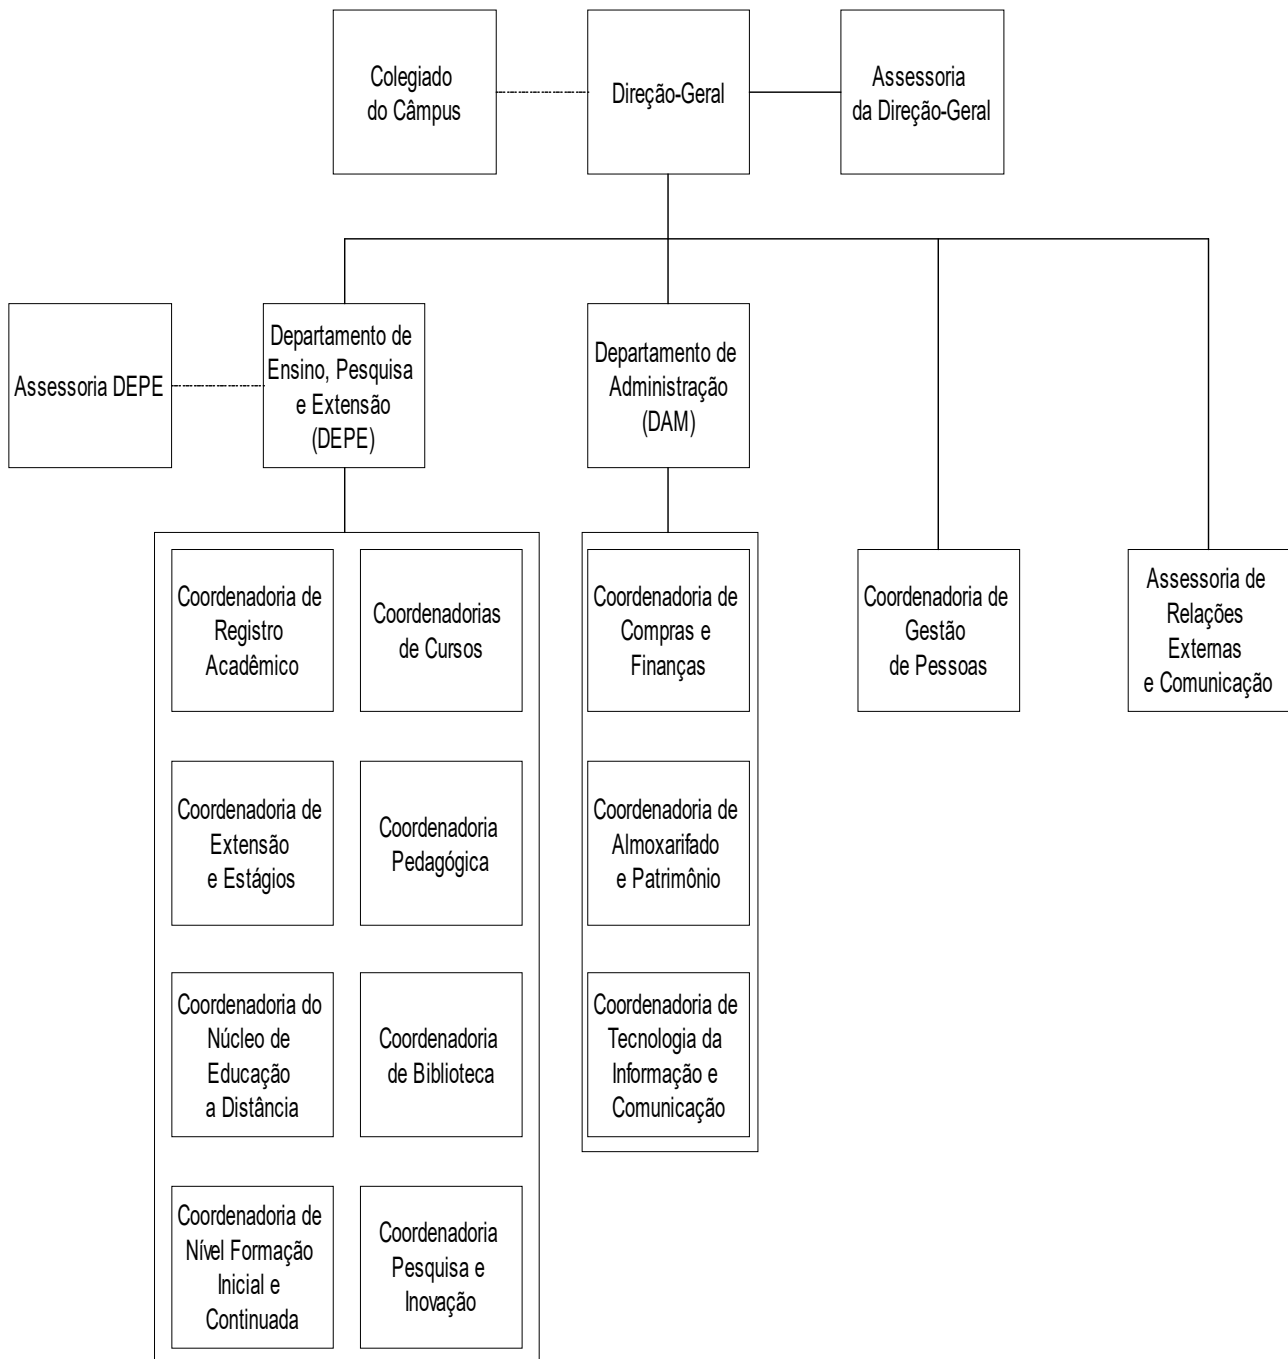 Colegiado
do Câmpus
Direção-Geral
Assessoria
da Direção-Geral
Assessoria DEPE
Departamento de
Ensino, Pesquisa
e Extensão
(DEPE)
Departamento de
Administração
(DAM)
Coordenadoria de
Registro
Acadêmico
Coordenadorias
de Cursos
Coordenadoria de
Compras e
Finanças
Coordenadoria de
Gestão
de Pessoas
Assessoria de
Relações
Externas
e Comunicação
Coordenadoria de
Extensão
e Estágios
Coordenadoria
Pedagógica
Coordenadoria de
Almoxarifado
e Patrimônio
Coordenadoria do
Núcleo de
Educação
a Distância
Coordenadoria
de Biblioteca
Coordenadoria de
Tecnologia da
Informação e
Comunicação
Coordenadoria de
Nível Formação
Inicial e
Continuada
Coordenadoria
Pesquisa e
Inovação